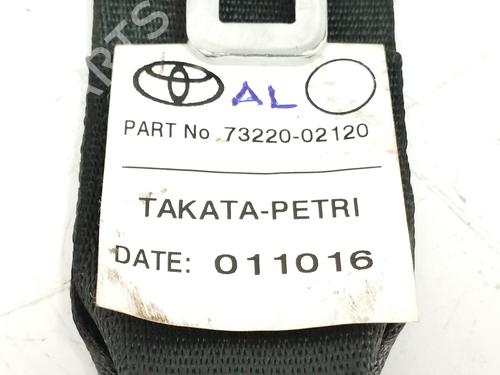 AL
PART No 73220-02120
TAKATA-PETRI
DATE: 011016